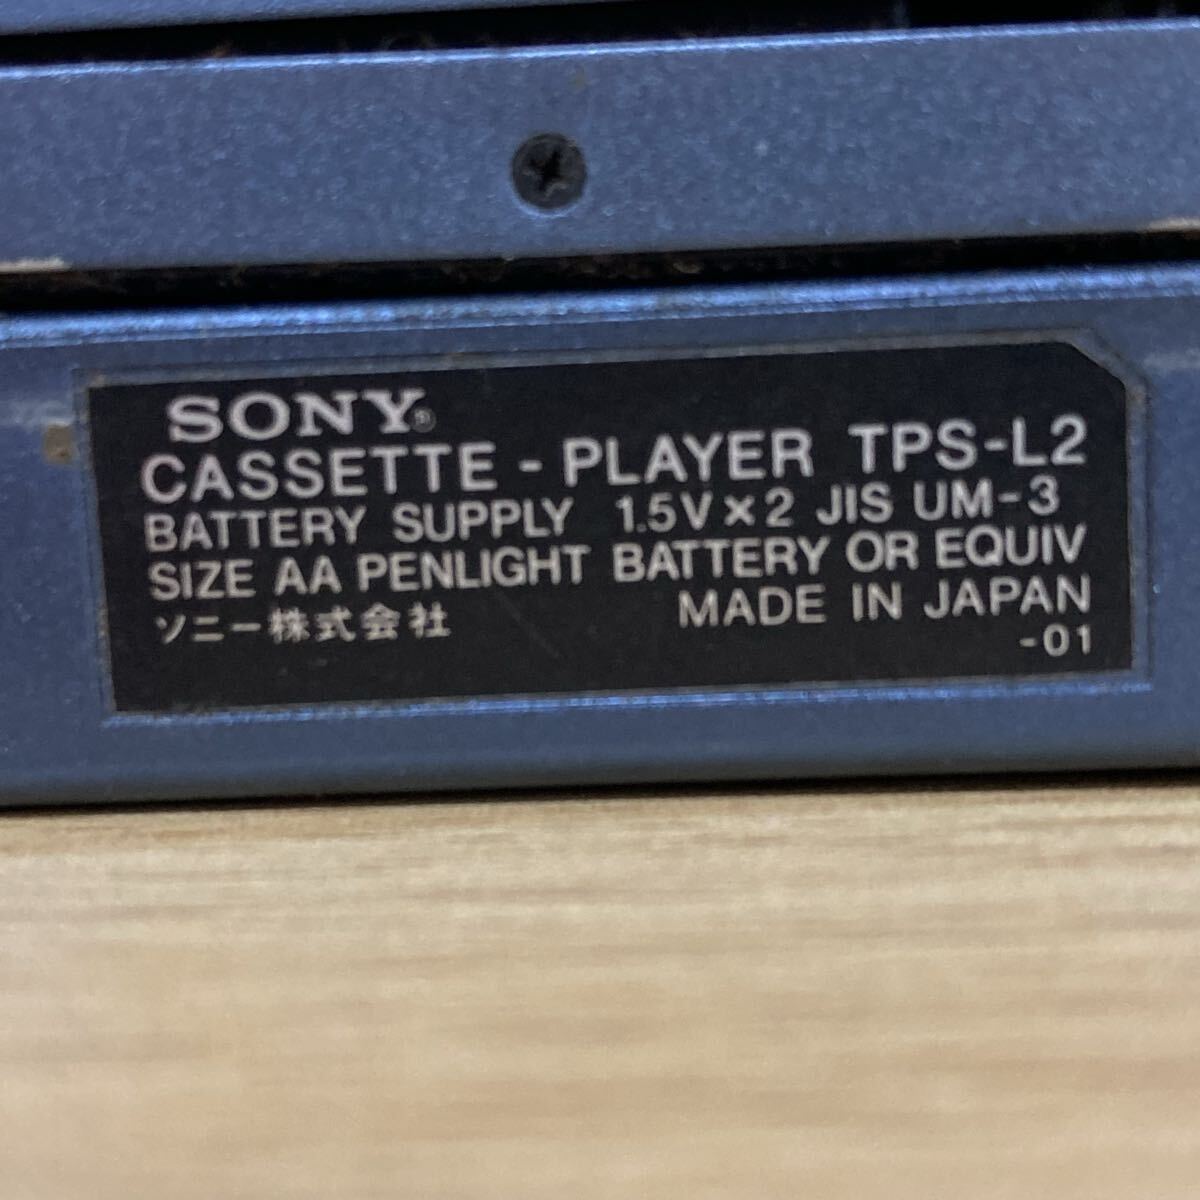 SONY®
CASSETTE - PLAYER TPS-L2
BATTERY SUPPLY 1.5V×2 JIS UM-3
SIZE AA PENLIGHT BATTERY OR EQUIV
ソニー株式会社 MADE IN JAPAN
-01